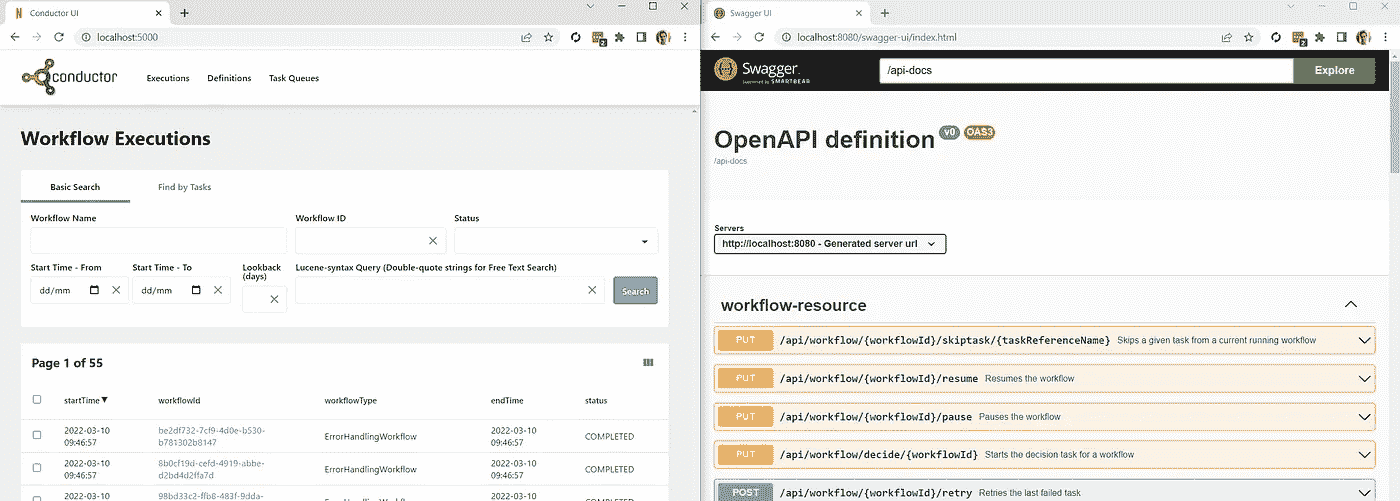 Conductor UI
localhost:5000
conductor
Executions Definitions Task Queues
Workflow Executions
Basic Search Find by Tasks
Workflow Name Workflow ID Status
Start Time - From Start Time - To Lookback (days) Lucene-syntax Query (Double-quote strings for Free Text Search)
dd/mm dd/mm Search
Page 1 of 55
startTime workflowId workflowType endTime status
2022-03-10 09:46:57 be2df732-7cf9-4d0e-b530-b781302b8147 ErrorHandlingWorkflow 2022-03-10 09:46:57 COMPLETED
2022-03-10 09:46:57 8b0cf19d-cefd-4919-abbe-d2bd4d2ffa7d ErrorHandlingWorkflow 2022-03-10 09:46:57 COMPLETED
2022-03-10 98bd33c2-ffb8-483f-9dda- ErrorHandlingWorkflow 2022-03-10 COMPLETED
Swagger UI
localhost:8080/swagger-ui/index.html
Swagger
Supported by SMARTBEAR
/api-docs Explore
OpenAPI definition v0 OAS3
/api-docs
Servers
http://localhost:8080 - Generated server url
workflow-resource
PUT /api/workflow/{workflowId}/skiptask/{taskReferenceName} Skips a given task from a current running workflow
PUT /api/workflow/{workflowId}/resume Resumes the workflow
PUT /api/workflow/{workflowId}/pause Pauses the workflow
PUT /api/workflow/decide/{workflowId} Starts the decision task for a workflow
POST /api/workflow/{workflowId}/retry Retries the last failed task